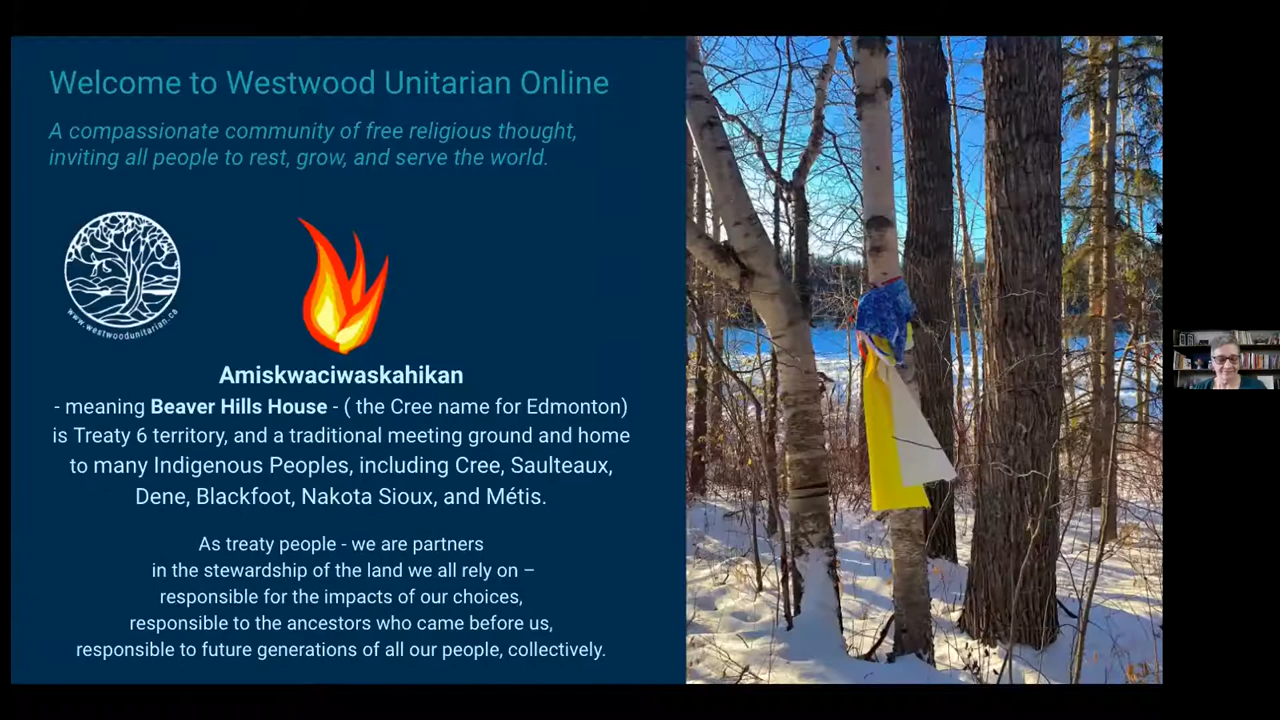 Welcome to Westwood Unitarian Online
A compassionate community of free religious thought,
inviting all people to rest, grow, and serve the world.
www.westwoodunitarian.ca
Amiskwaciwaskahikan
- meaning Beaver Hills House - ( the Cree name for Edmonton)
is Treaty 6 territory, and a traditional meeting ground and home
to many Indigenous Peoples, including Cree, Saulteaux,
Dene, Blackfoot, Nakota Sioux, and Métis.
As treaty people - we are partners
in the stewardship of the land we all rely on –
responsible for the impacts of our choices,
responsible to the ancestors who came before us,
responsible to future generations of all our people, collectively.